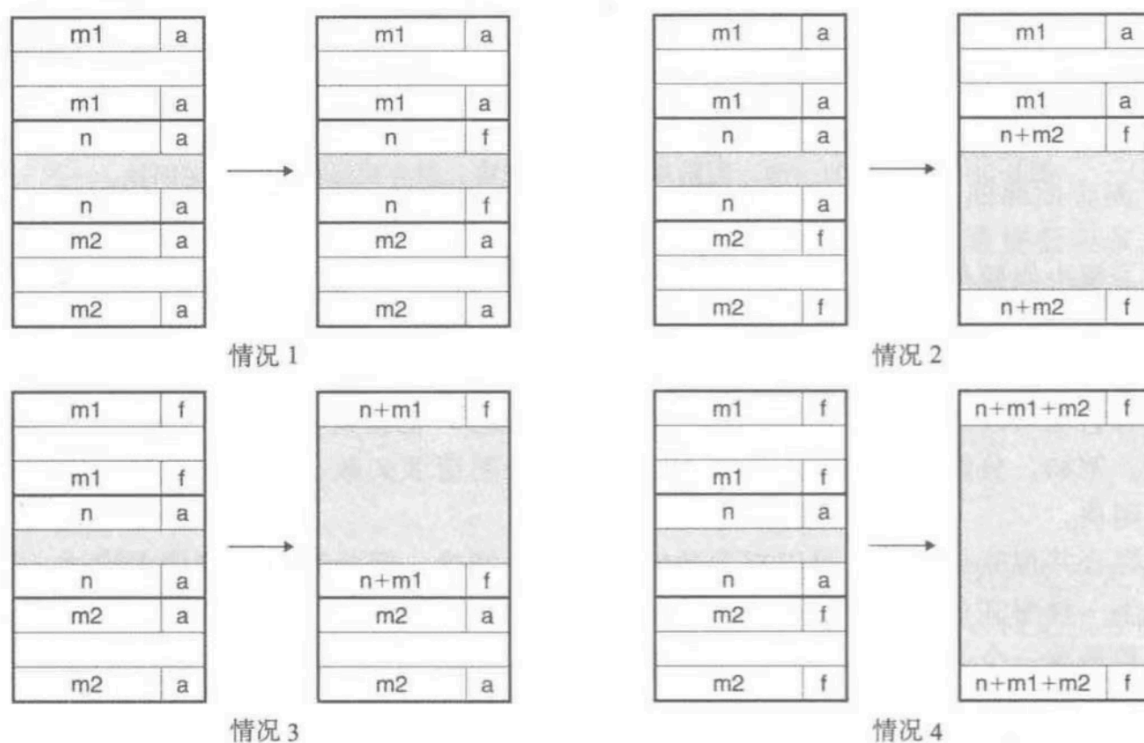 m1 a m1 a m1 a m1 a
m1 a m1 a m1 a m1 a
n a n f n a n+m2 f
n a n f n a
m2 a m2 a m2 f
m2 a m2 a m2 f n+m2 f
情况 1 情况 2
m1 f n+m1 f m1 f n+m1+m2 f
m1 f m1 f
n a n a
n a n+m1 f n a
m2 a m2 a m2 f
m2 a m2 a m2 f n+m1+m2 f
情况 3 情况 4